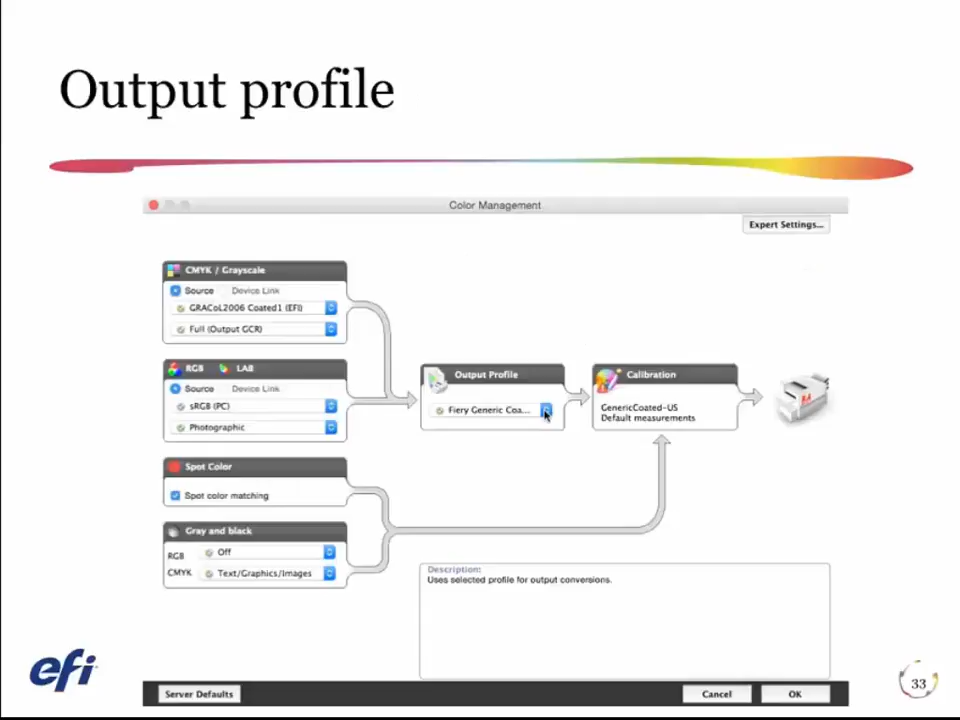 Output profile
Color Management
Expert Settings...
CMYK / Grayscale
Source Device Link
GRACoL2006 Coated1 (EFI)
Full (Output GCR)
RGB LAB
Source Device Link
sRGB (PC)
Photographic
Output Profile
Fiery Generic Coa...
Calibration
GenericCoated-US
Default measurements
Spot Color
Spot color matching
Gray and black
RGB Off
CMYK Text/Graphics/Images
Description:
Uses selected profile for output conversions.
efi
33
Server Defaults
Cancel
OK